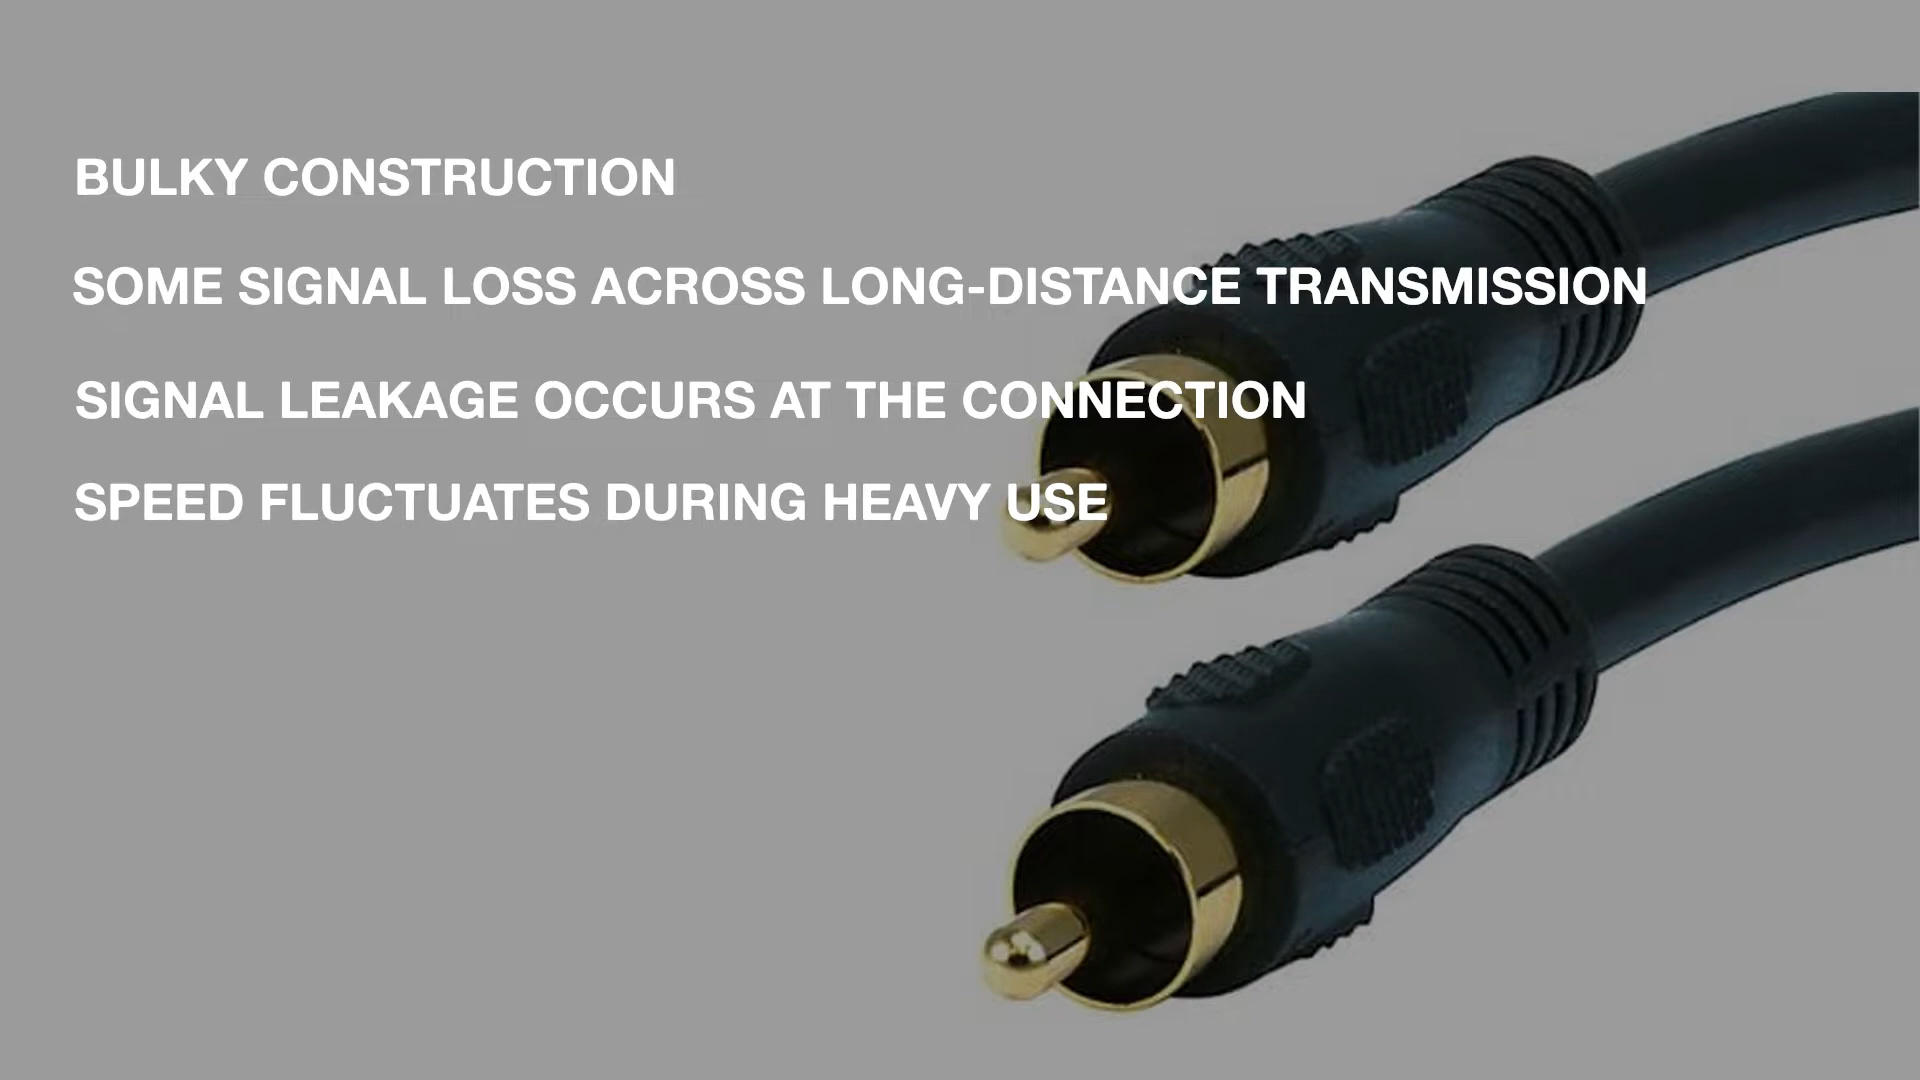 BULKY CONSTRUCTION
SOME SIGNAL LOSS ACROSS LONG-DISTANCE TRANSMISSION
SIGNAL LEAKAGE OCCURS AT THE CONNECTION
SPEED FLUCTUATES DURING HEAVY USE